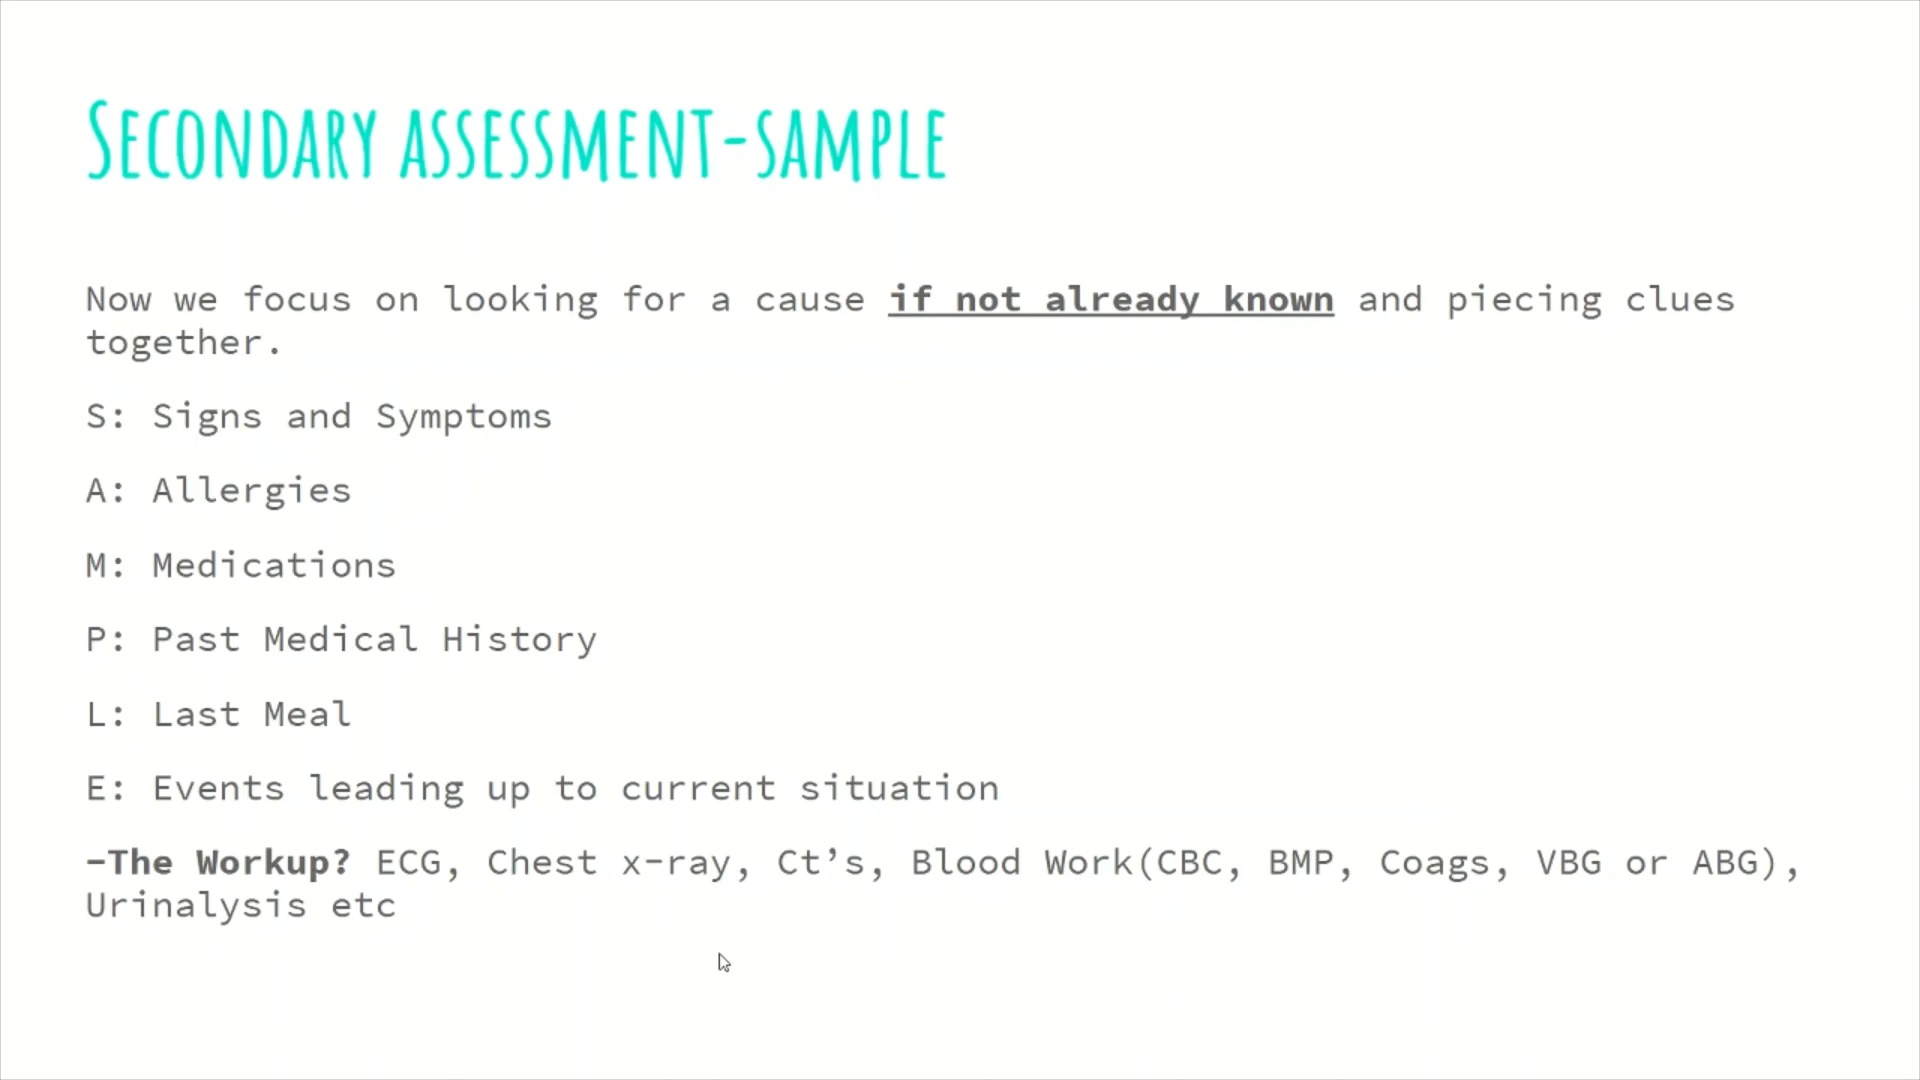 Secondary assessment-sample
Now we focus on looking for a cause if not already known and piecing clues
together.
S: Signs and Symptoms
A: Allergies
M: Medications
P: Past Medical History
L: Last Meal
E: Events leading up to current situation
-The Workup? ECG, Chest x-ray, Ct’s, Blood Work(CBC, BMP, Coags, VBG or ABG),
Urinalysis etc